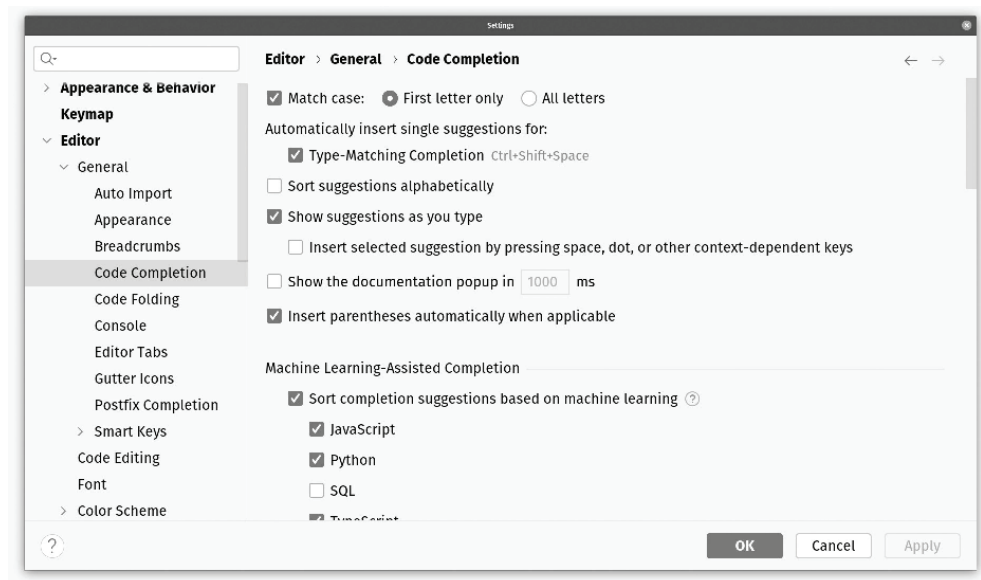 Settings
Appearance & Behavior
Keymap
Editor
General
Auto Import
Appearance
Breadcrumbs
Code Completion
Code Folding
Console
Editor Tabs
Gutter Icons
Postfix Completion
Smart Keys
Code Editing
Font
Color Scheme
Editor > General > Code Completion
Match case: First letter only All letters
Automatically insert single suggestions for:
Type-Matching Completion Ctrl+Shift+Space
Sort suggestions alphabetically
Show suggestions as you type
Insert selected suggestion by pressing space, dot, or other context-dependent keys
Show the documentation popup in 1000 ms
Insert parentheses automatically when applicable
Machine Learning-Assisted Completion
Sort completion suggestions based on machine learning ?
JavaScript
Python
SQL
TypeScript
? OK Cancel Apply